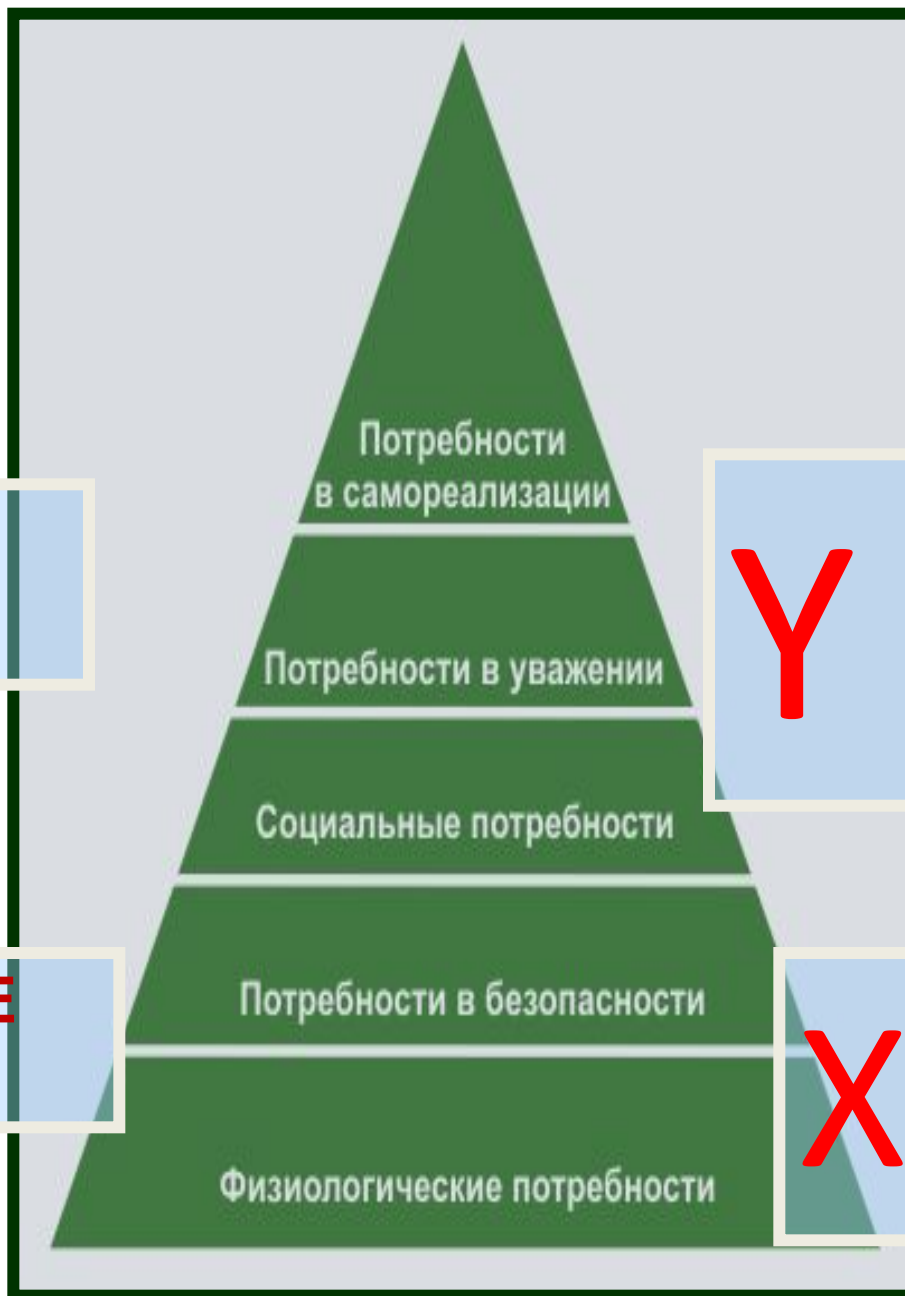 Потребности
в самореализации
Y
Потребности в уважении
Социальные потребности
Е
Потребности в безопасности
X
Физиологические потребности